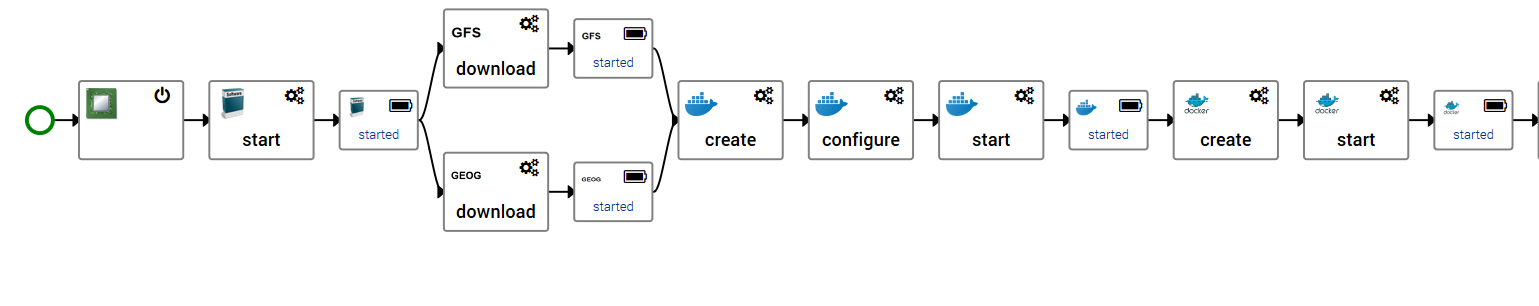 GFS
download
GFS
started
start
started
create
configure
start
started
docker
create
docker
start
docker
started
GEOG
download
GEOG
started